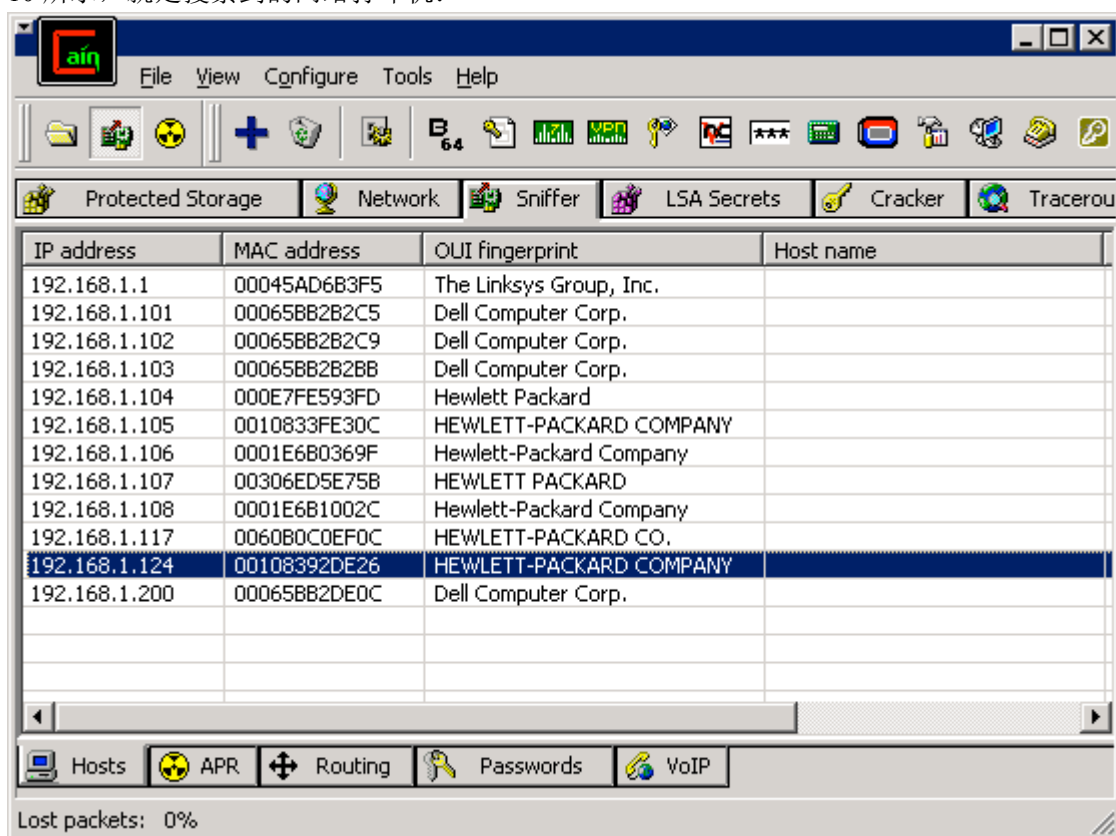 Cain
File View Configure Tools Help
B64
Protected Storage Network Sniffer LSA Secrets Cracker Tracerou
IP address MAC address OUI fingerprint Host name
192.168.1.1 00045AD6B3F5 The Linksys Group, Inc.
192.168.1.101 00065BB2B2C5 Dell Computer Corp.
192.168.1.102 00065BB2B2C9 Dell Computer Corp.
192.168.1.103 00065BB2B2BB Dell Computer Corp.
192.168.1.104 000E7FE593FD Hewlett Packard
192.168.1.105 0010833FE30C HEWLETT-PACKARD COMPANY
192.168.1.106 0001E6B0369F Hewlett-Packard Company
192.168.1.107 00306ED5E75B HEWLETT PACKARD
192.168.1.108 0001E6B1002C Hewlett-Packard Company
192.168.1.117 0060B0C0EF0C HEWLETT-PACKARD CO.
192.168.1.124 00108392DE26 HEWLETT-PACKARD COMPANY
192.168.1.200 00065BB2DE0C Dell Computer Corp.
Hosts APR Routing Passwords VoIP
Lost packets: 0%